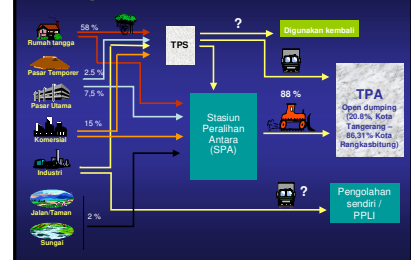 58 %
Rumah tangga
Pasar Temporer
2.5 %
Pasar Utama
7,5 %
Komersial
15 %
Industri
Jalan/Taman
2 %
Sungai
TPS
?
Digunakan kembali
Stasiun
Peralihan
Antara
(SPA)
88 %
TPA
Open dumping
(20.8%, Kota
Tangerang –
86,31% Kota
Rangkasbitung)
?
Pengolahan
sendiri /
PPLI